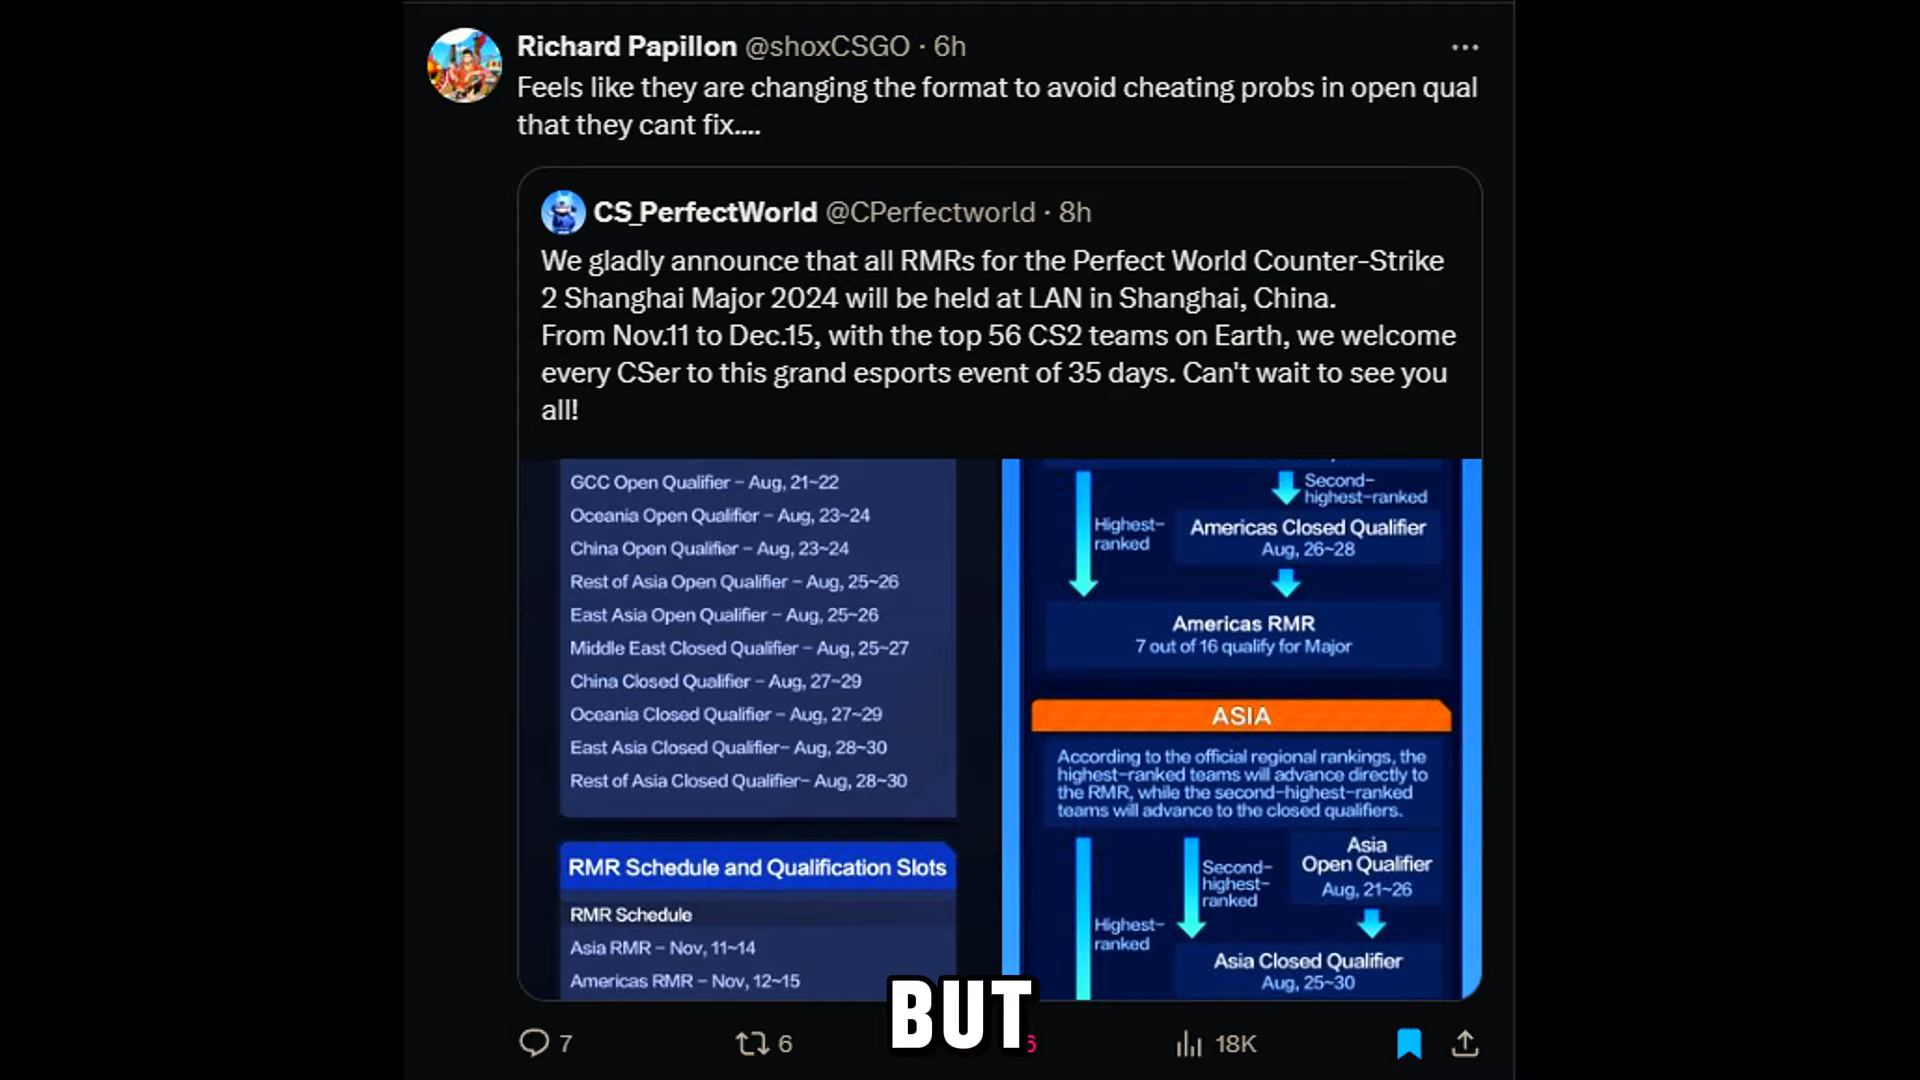 Richard Papillon @shoxCSGO · 6h
Feels like they are changing the format to avoid cheating probs in open qual
that they cant fix....
CS_PerfectWorld @CPerfectworld · 8h
We gladly announce that all RMRs for the Perfect World Counter-Strike
2 Shanghai Major 2024 will be held at LAN in Shanghai, China.
From Nov.11 to Dec.15, with the top 56 CS2 teams on Earth, we welcome
every CSer to this grand esports event of 35 days. Can't wait to see you
all!
GCC Open Qualifier – Aug, 21~22
Oceania Open Qualifier – Aug, 23~24
China Open Qualifier – Aug, 23~24
Rest of Asia Open Qualifier – Aug, 25~26
East Asia Open Qualifier – Aug, 25~26
Middle East Closed Qualifier – Aug, 25~27
China Closed Qualifier – Aug, 27~29
Oceania Closed Qualifier – Aug, 27~29
East Asia Closed Qualifier– Aug, 28~30
Rest of Asia Closed Qualifier– Aug, 28~30
RMR Schedule and Qualification Slots
RMR Schedule
Asia RMR – Nov, 11~14
Americas RMR – Nov, 12~15
Second–
highest–ranked
Highest–
ranked
Americas Closed Qualifier
Aug, 26~28
Americas RMR
7 out of 16 qualify for Major
ASIA
According to the official regional rankings, the
highest–ranked teams will advance directly to
the RMR, while the second–highest–ranked
teams will advance to the closed qualifiers.
Asia
Open Qualifier
Aug, 21~26
Second–
highest–
ranked
Highest–
ranked
Asia Closed Qualifier
Aug, 25~30
BUT
7
6
6
18K